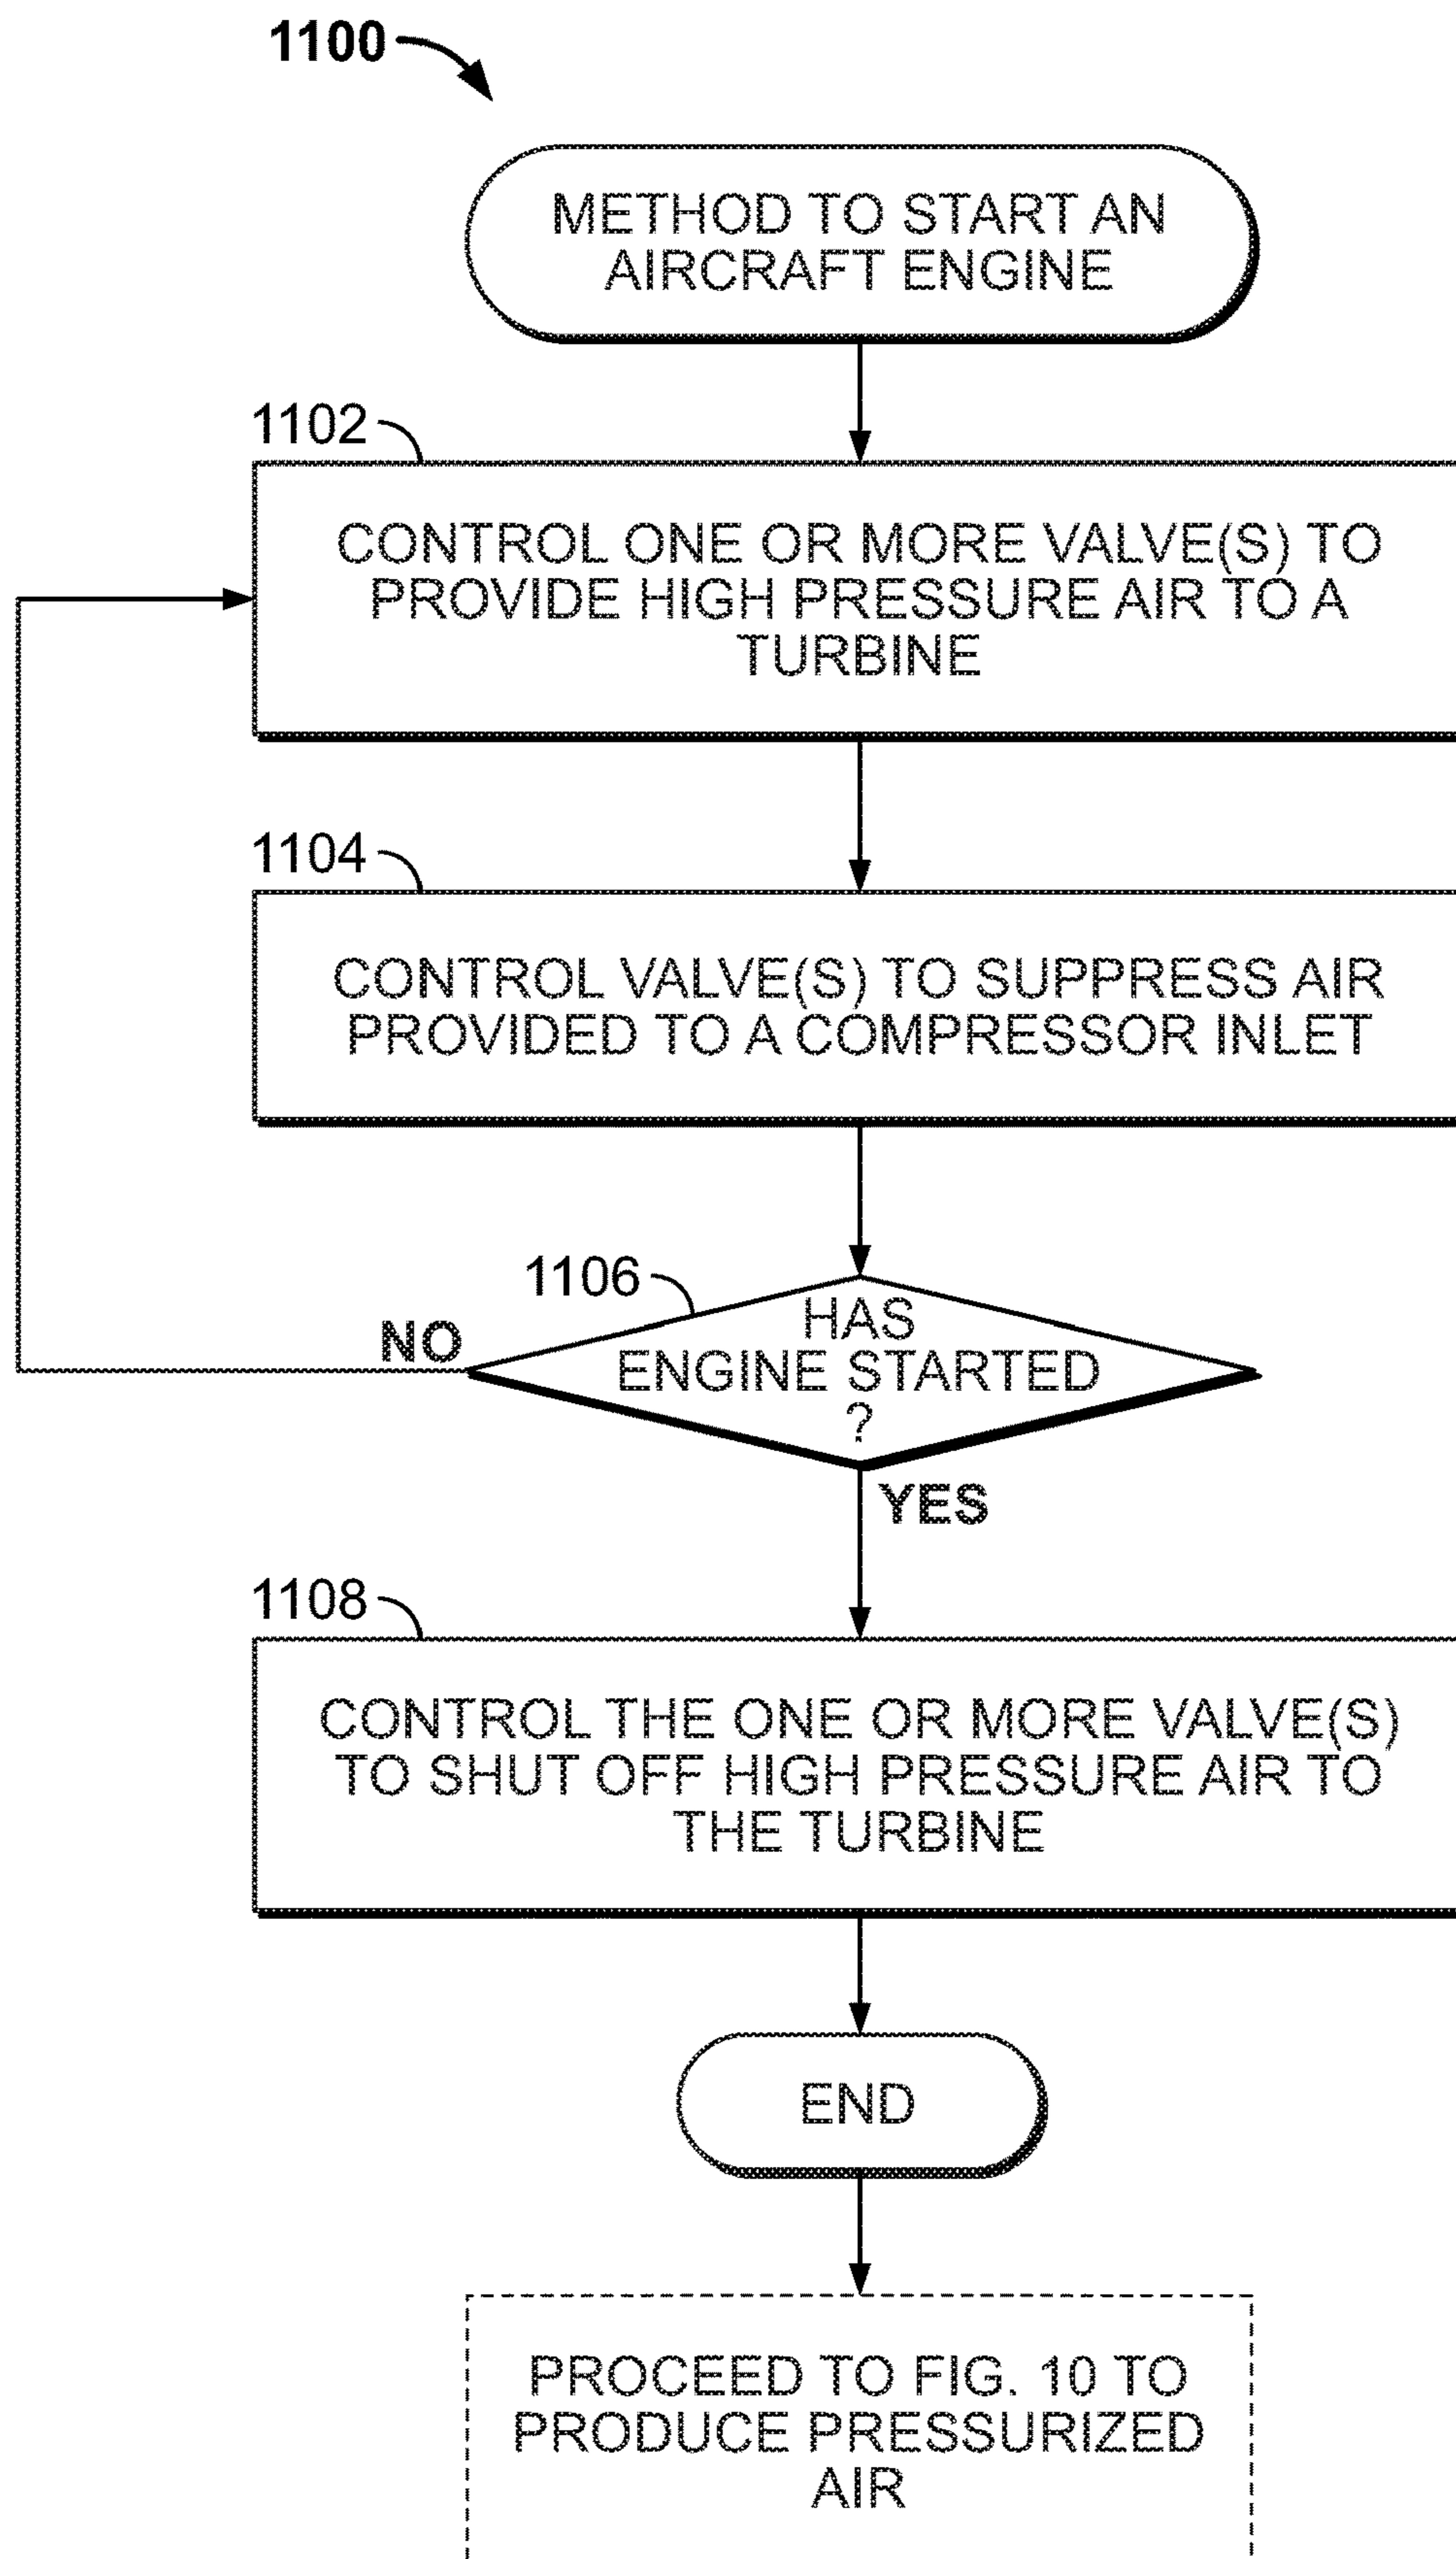 1100
METHOD TO START AN
AIRCRAFT ENGINE
1102
CONTROL ONE OR MORE VALVE(S) TO
PROVIDE HIGH PRESSURE AIR TO A
TURBINE
1104
CONTROL VALVE(S) TO SUPPRESS AIR
PROVIDED TO A COMPRESSOR INLET
1106
HAS
NO
ENGINE STARTED
?
YES
1108
CONTROL THE ONE OR MORE VALVE(S)
TO SHUT OFF HIGH PRESSURE AIR TO
THE TURBINE
END
PROCEED TO FIG. 10 TO
PRODUCE PRESSURIZED
AIR